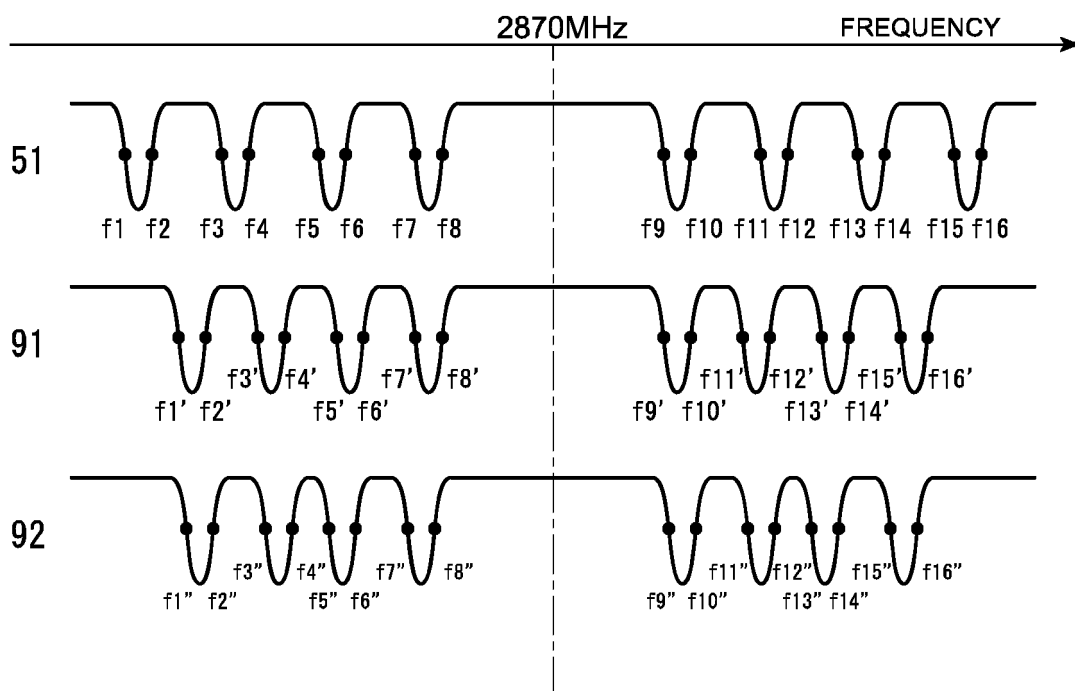 2870MHz FREQUENCY
51
f1 f2 f3 f4 f5 f6 f7 f8 f9 f10 f11 f12 f13 f14 f15 f16
91
f3' f4' f7' f8' f11' f12' f15' f16'
f1' f2' f5' f6' f9' f10' f13' f14'
92
f3” f4” f7” f8” f11” f12” f15” f16”
f1” f2” f5” f6” f9” f10” f13” f14”